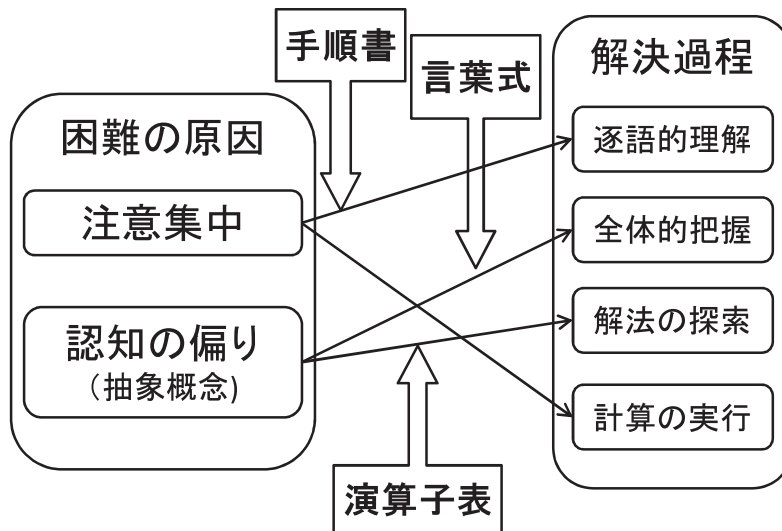 手順書
言葉式
困難の原因
注意集中
認知の偏り
（抽象概念）
解決過程
逐語的理解
全体的把握
解法の探索
計算の実行
演算子表